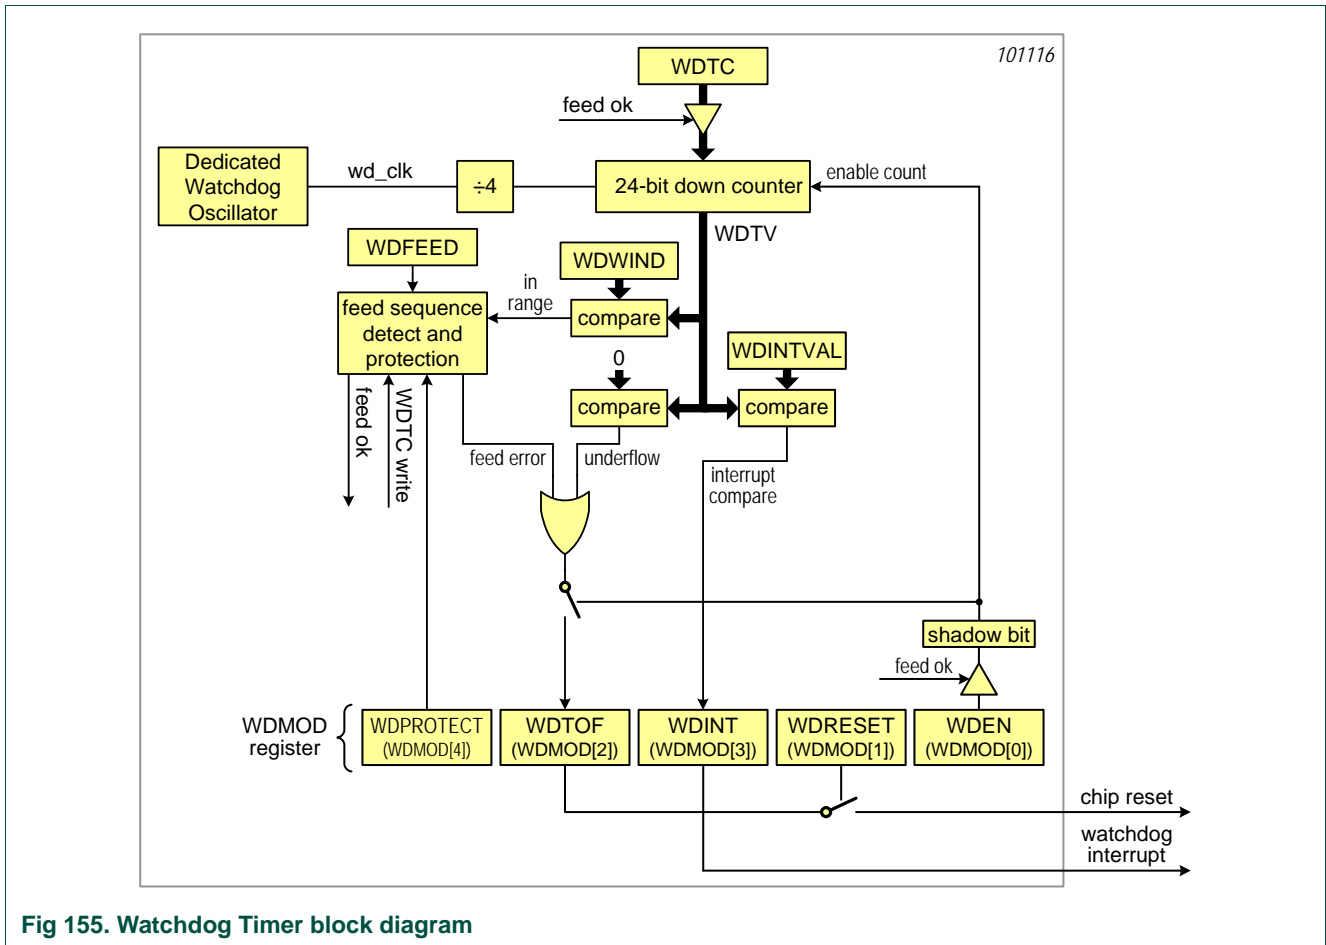 101116
WDTC
feed ok
Dedicated
Watchdog
Oscillator
wd_clk
÷4
24-bit down counter
enable count
WDTV
WDFEED
WDWIND
in
range
feed sequence
detect and
protection
compare
WDINTVAL
0
compare
compare
feed ok
WDTC write
feed error
underflow
interrupt
compare
shadow bit
feed ok
WDMOD
register
WDPROTECT
(WDMOD[4])
WDTOF
(WDMOD[2])
WDINT
(WDMOD[3])
WDRESET
(WDMOD[1])
WDEN
(WDMOD[0])
chip reset
watchdog
interrupt
Fig 155. Watchdog Timer block diagram